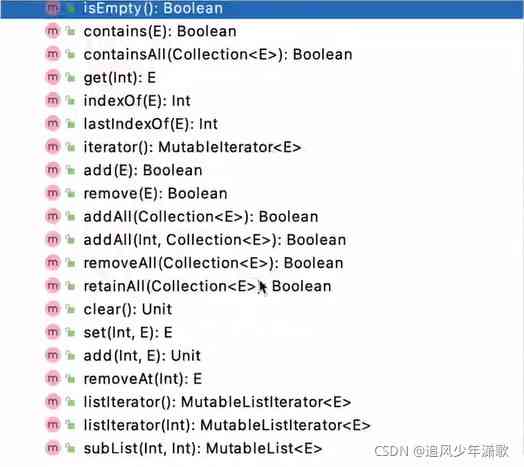 isEmpty(): Boolean
contains(E): Boolean
containsAll(Collection<E>): Boolean
get(Int): E
indexOf(E): Int
lastIndexOf(E): Int
iterator(): MutableIterator<E>
add(E): Boolean
remove(E): Boolean
addAll(Collection<E>): Boolean
addAll(Int, Collection<E>): Boolean
removeAll(Collection<E>): Boolean
retainAll(Collection<E>): Boolean
clear(): Unit
set(Int, E): E
add(Int, E): Unit
removeAt(Int): E
listIterator(): MutableListIterator<E>
listIterator(Int): MutableListIterator<E>
subList(Int, Int): MutableList<E>
CSDN @追风少年潇歌